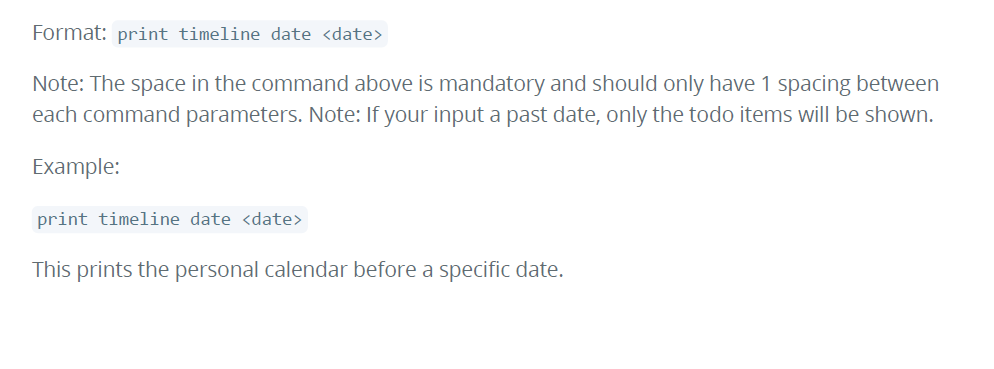 Format: print timeline date <date>
Note: The space in the command above is mandatory and should only have 1 spacing between
each command parameters. Note: If your input a past date, only the todo items will be shown.
Example:
print timeline date <date>
This prints the personal calendar before a specific date.